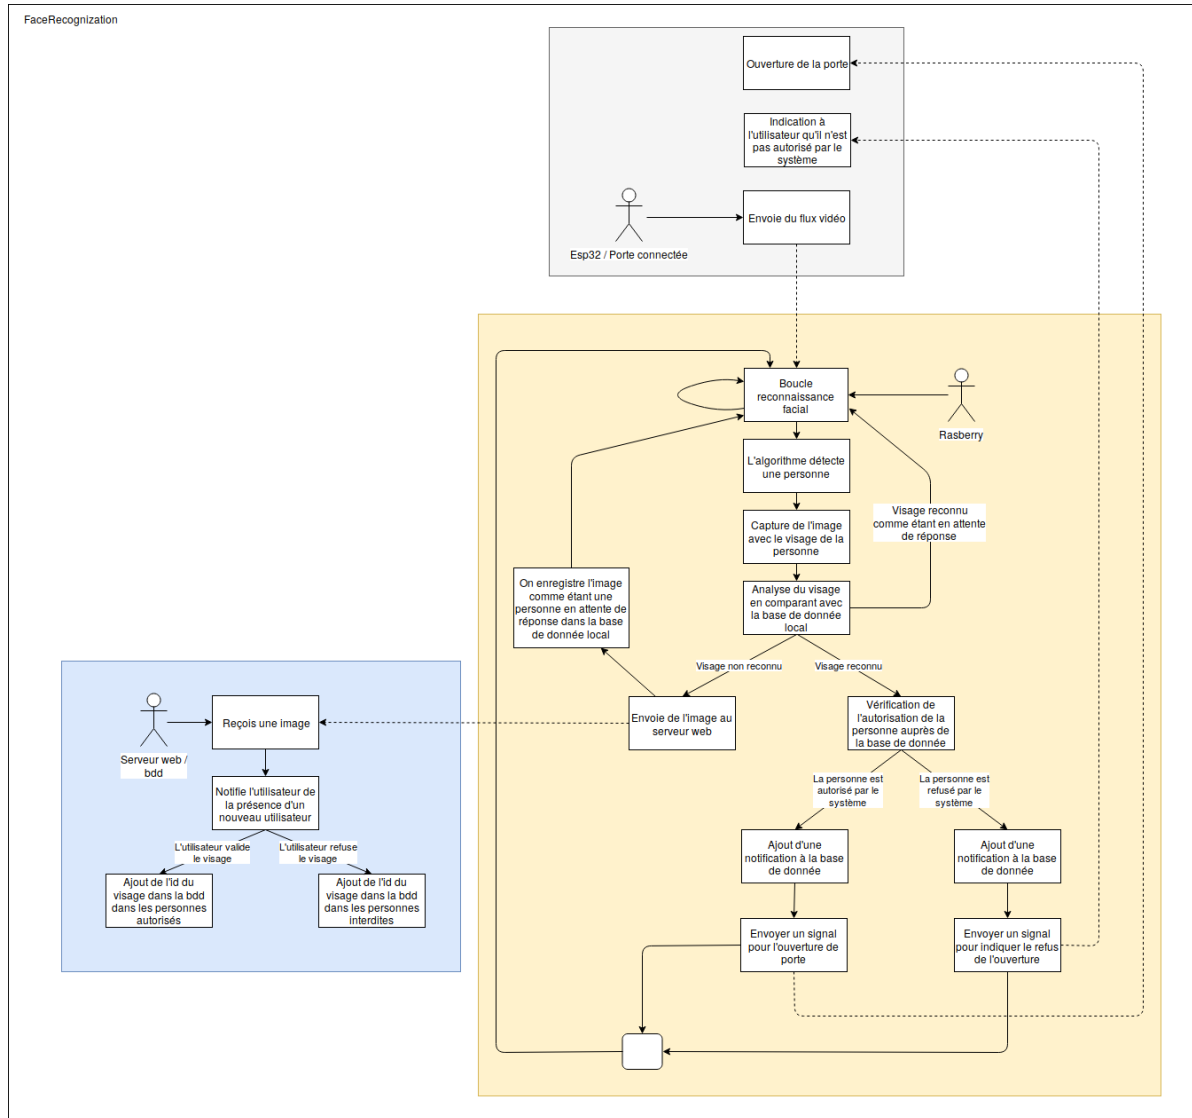 FaceRecognization
Ouverture de la porte
Indication à
l'utilisateur qu'il n'est
pas autorisé par le
système
Envoie du flux vidéo
Esp32 / Porte connectée
Boucle
reconnaissance
facial
Rasberry
L'algorithme détecte
une personne
Visage reconnu
comme étant en attente
de réponse
Capture de l'image
avec le visage de la
personne
On enregistre l'image
comme étant une
personne en attente de
réponse dans la base
de donnée local
Analyse du visage
en comparant avec
la base de donnée
local
Visage non reconnu
Visage reconnu
Envoie de l'image au
serveur web
Vérification de
l'autorisation de la
personne auprès de
la base de donnée
Reçois une image
Serveur web /
bdd
Notifie l'utilisateur de
la présence d'un
nouveau utilisateur
L'utilisateur valide
le visage
L'utilisateur refuse
le visage
Ajout de l'id du
visage dans la bdd
dans les personnes
autorisés
Ajout de l'id du
visage dans la bdd
dans les personnes
interdites
La personne est
autorisé par le
système
La personne est
refusé par le
système
Ajout d'une
notification à la base
de donnée
Ajout d'une
notification à la base
de donnée
Envoyer un signal
pour l'ouverture de
porte
Envoyer un signal
pour indiquer le refus
de l'ouverture